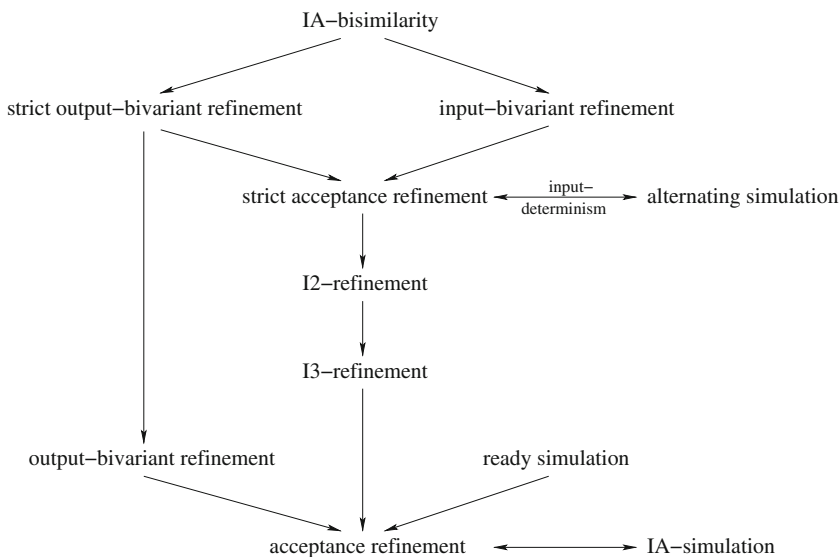 IA−bisimilarity
strict output−bivariant refinement
input−bivariant refinement
strict acceptance refinement
input−
determinism
alternating simulation
I2−refinement
I3−refinement
output−bivariant refinement
ready simulation
acceptance refinement
IA−simulation